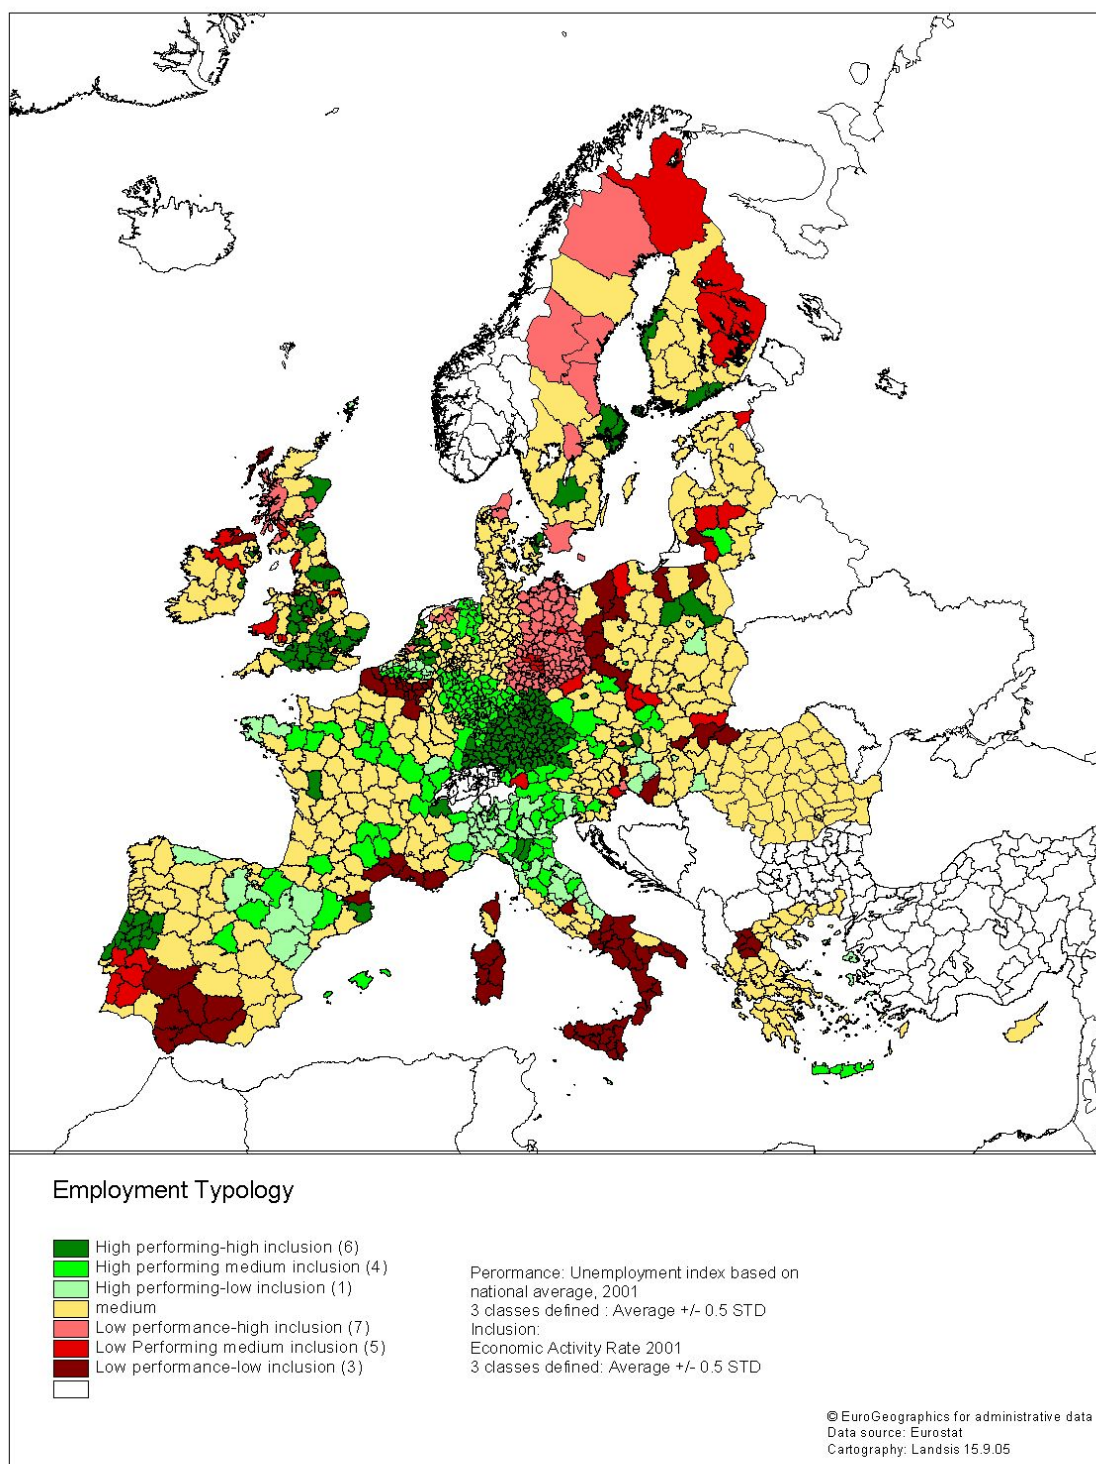 Employment Typology
High performing-high inclusion (6)
High performing medium inclusion (4)
High performing-low inclusion (1)
medium
Low performance-high inclusion (7)
Low Performing medium inclusion (5)
Low performance-low inclusion (3)
Perormance: Unemployment index based on
national average, 2001
3 classes defined : Average +/- 0.5 STD
Inclusion:
Economic Activity Rate 2001
3 classes defined: Average +/- 0.5 STD
© EuroGeographics for administrative data
Data source: Eurostat
Cartography: Landsis 15.9.05